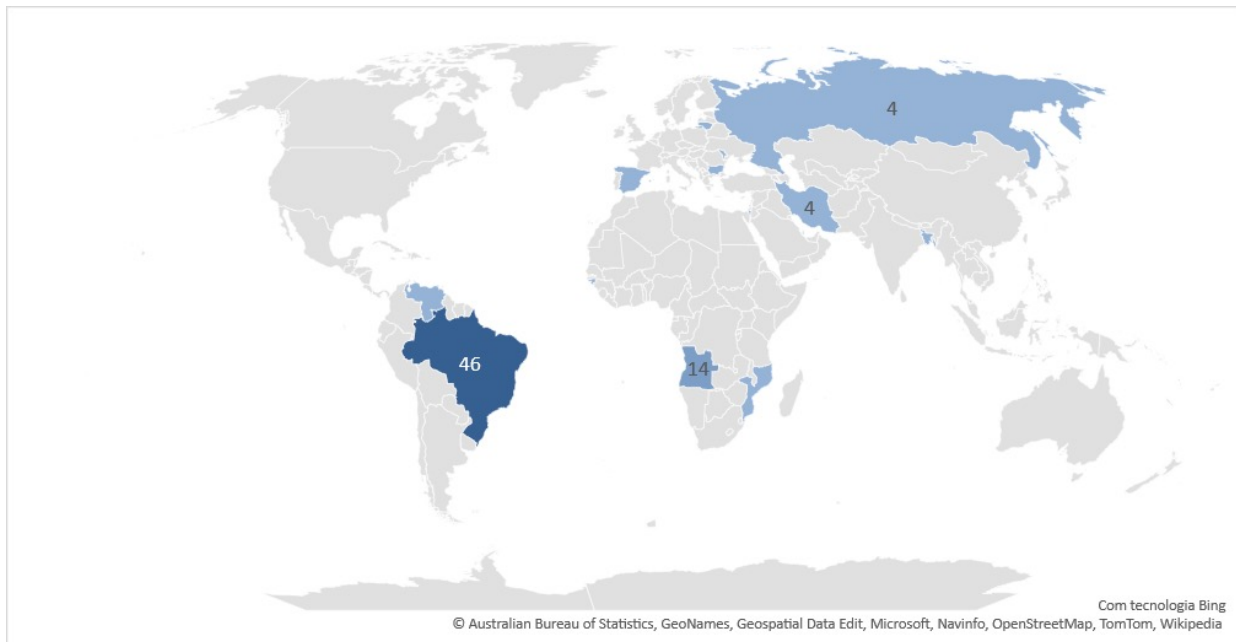 4
4
46
14
Com tecnologia Bing
© Australian Bureau of Statistics, GeoNames, Geospatial Data Edit, Microsoft, Navinfo, OpenStreetMap, TomTom, Wikipedia